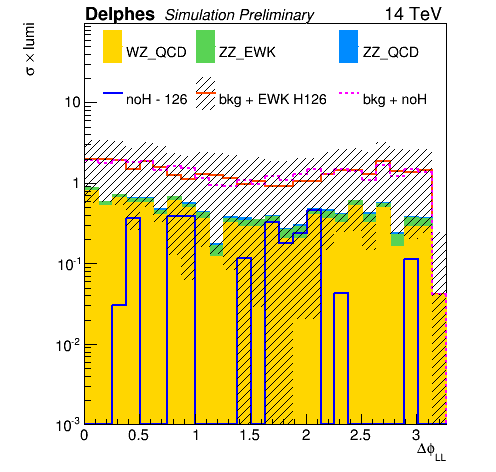 Delphes Simulation Preliminary 14 TeV
σ × lumi
WZ_QCD ZZ_EWK ZZ_QCD
noH - 126 bkg + EWK H126 bkg + noH
10
1
10⁻¹
10⁻²
10⁻³
0 0.5 1 1.5 2 2.5 3
Δϕ_LL